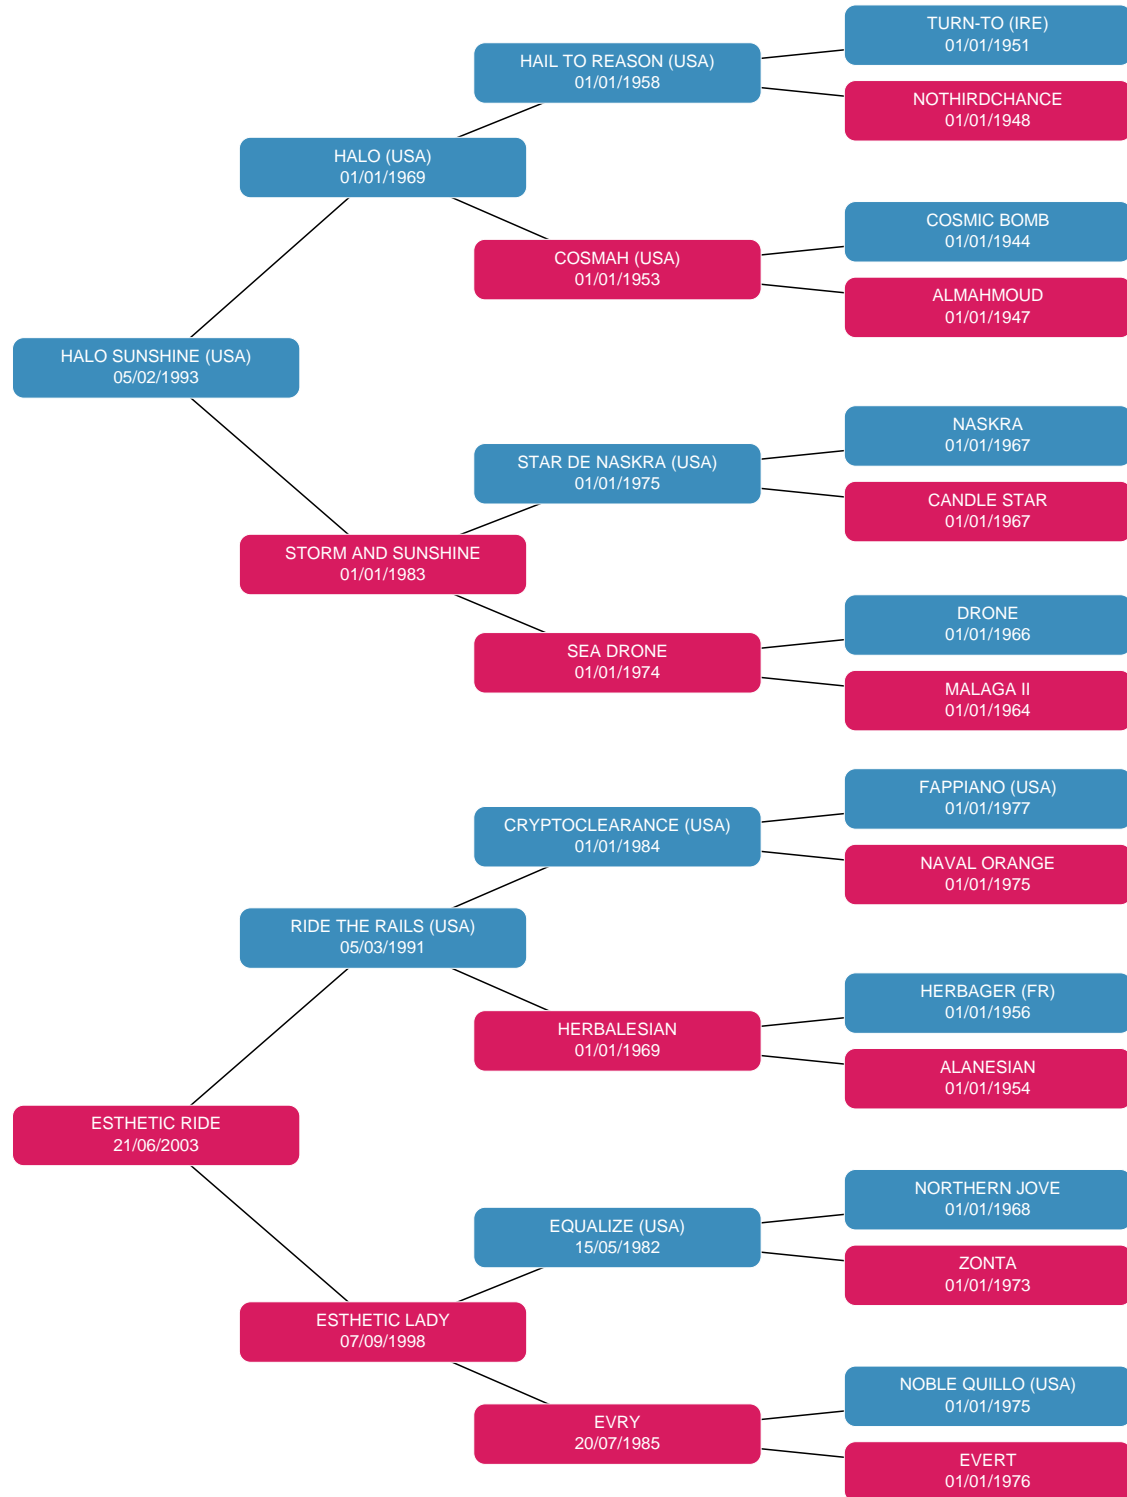 TURN-TO (IRE)
01/01/1951
HAIL TO REASON (USA)
01/01/1958
NOTHIRDCHANCE
01/01/1948
HALO (USA)
01/01/1969
COSMIC BOMB
01/01/1944
COSMAH (USA)
01/01/1953
ALMAHMOUD
01/01/1947
HALO SUNSHINE (USA)
05/02/1993
NASKRA
01/01/1967
STAR DE NASKRA (USA)
01/01/1975
CANDLE STAR
01/01/1967
STORM AND SUNSHINE
01/01/1983
DRONE
01/01/1966
SEA DRONE
01/01/1974
MALAGA II
01/01/1964
FAPPIANO (USA)
01/01/1977
CRYPTOCLEARANCE (USA)
01/01/1984
NAVAL ORANGE
01/01/1975
RIDE THE RAILS (USA)
05/03/1991
HERBAGER (FR)
01/01/1956
HERBALESIAN
01/01/1969
ALANESIAN
01/01/1954
ESTHETIC RIDE
21/06/2003
NORTHERN JOVE
01/01/1968
EQUALIZE (USA)
15/05/1982
ZONTA
01/01/1973
ESTHETIC LADY
07/09/1998
NOBLE QUILLO (USA)
01/01/1975
EVRY
20/07/1985
EVERT
01/01/1976